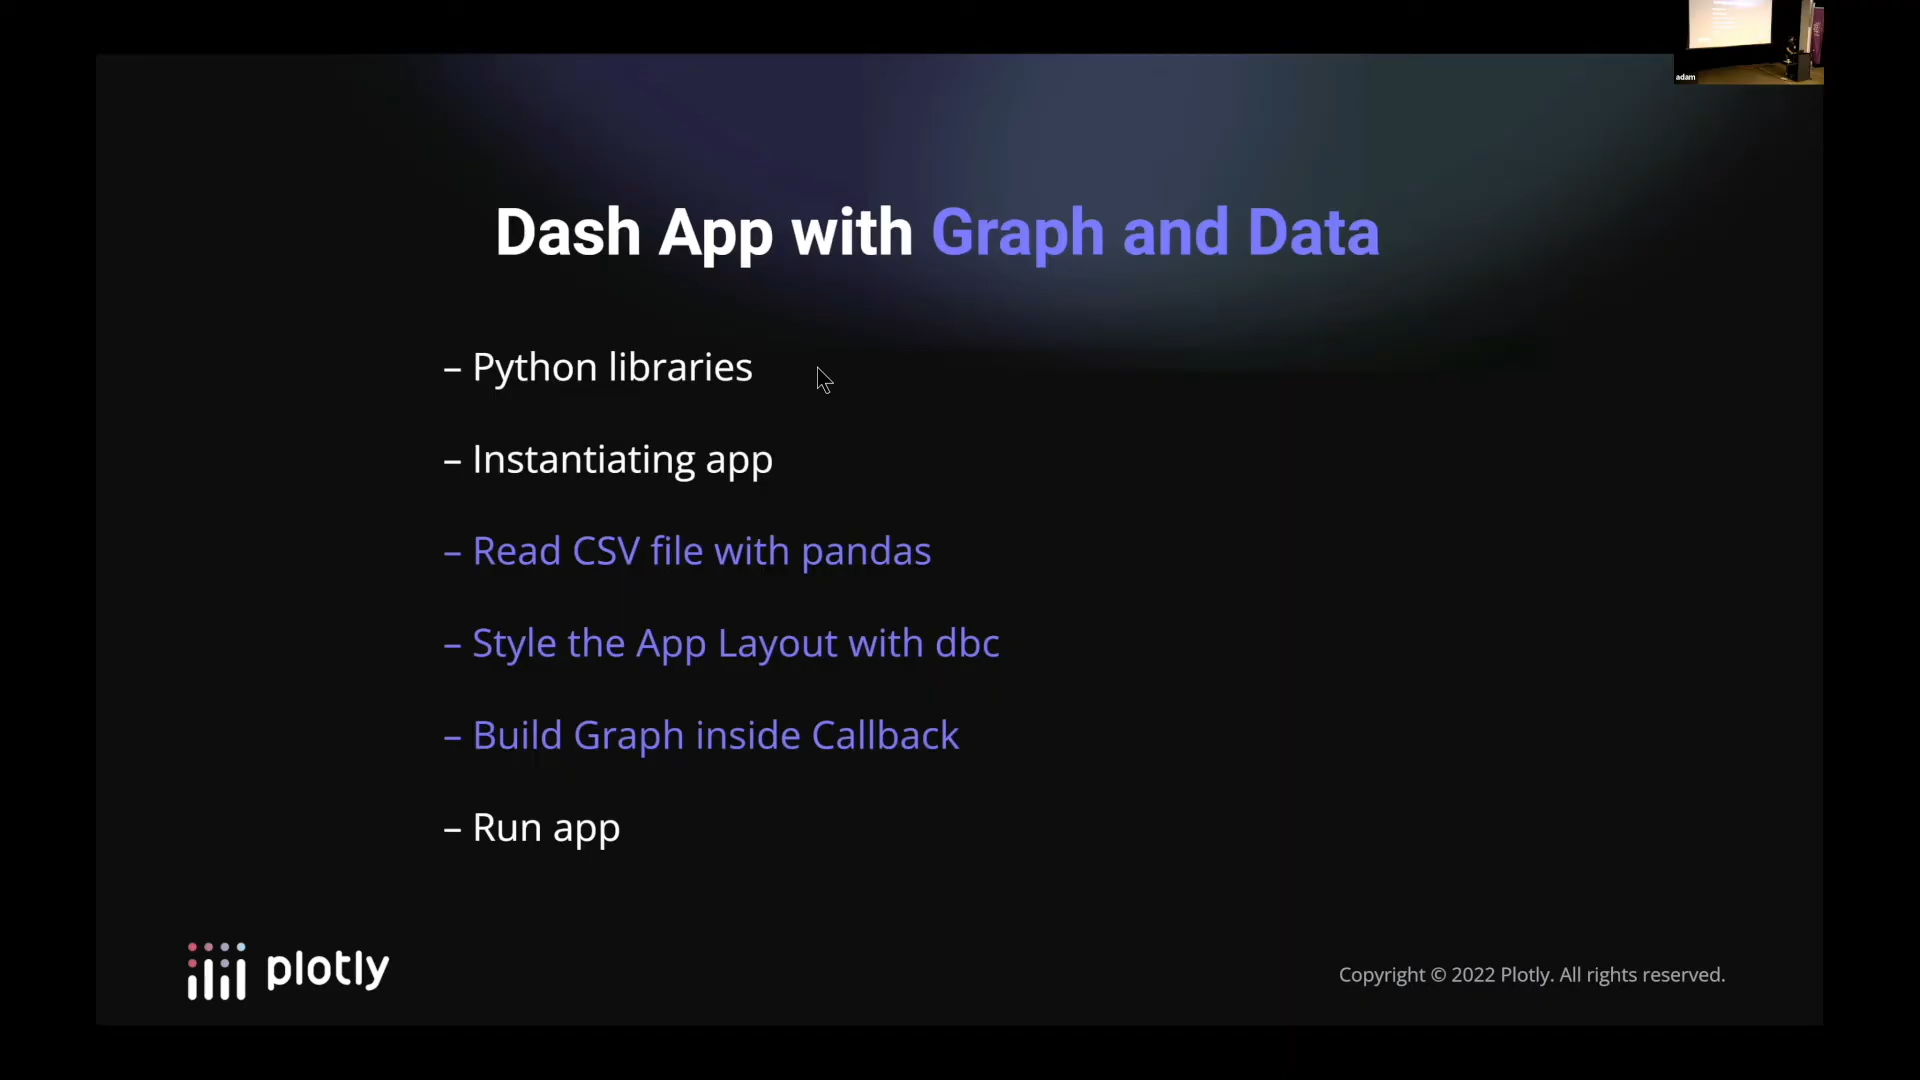 adam
Dash App with Graph and Data
– Python libraries
– Instantiating app
– Read CSV file with pandas
– Style the App Layout with dbc
– Build Graph inside Callback
– Run app
plotly
Copyright © 2022 Plotly. All rights reserved.